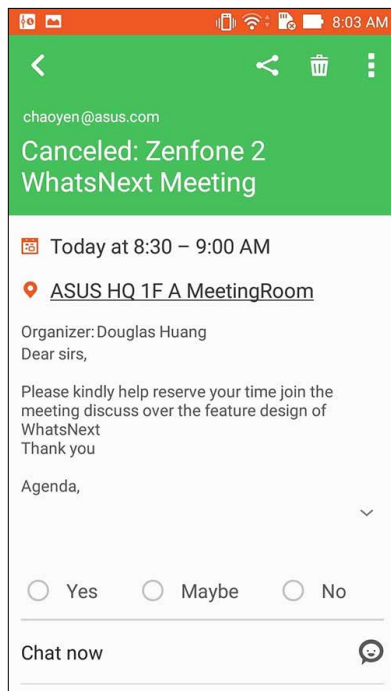 8:03 AM
chaoyen@asus.com
Canceled: Zenfone 2
WhatsNext Meeting
Today at 8:30 – 9:00 AM
ASUS HQ 1F A MeetingRoom
Organizer: Douglas Huang
Dear sirs,
Please kindly help reserve your time join the
meeting discuss over the feature design of
WhatsNext
Thank you
Agenda,
Yes Maybe No
Chat now